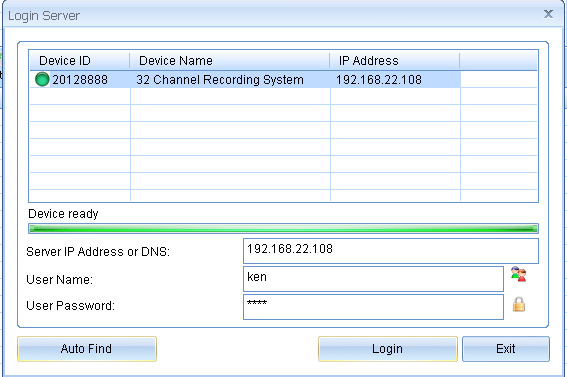 Login Server
Device ID Device Name IP Address
20128888 32 Channel Recording System 192.168.22.108
Device ready
Server IP Address or DNS: 192.168.22.108
User Name: ken
User Password: ****
Auto Find Login Exit